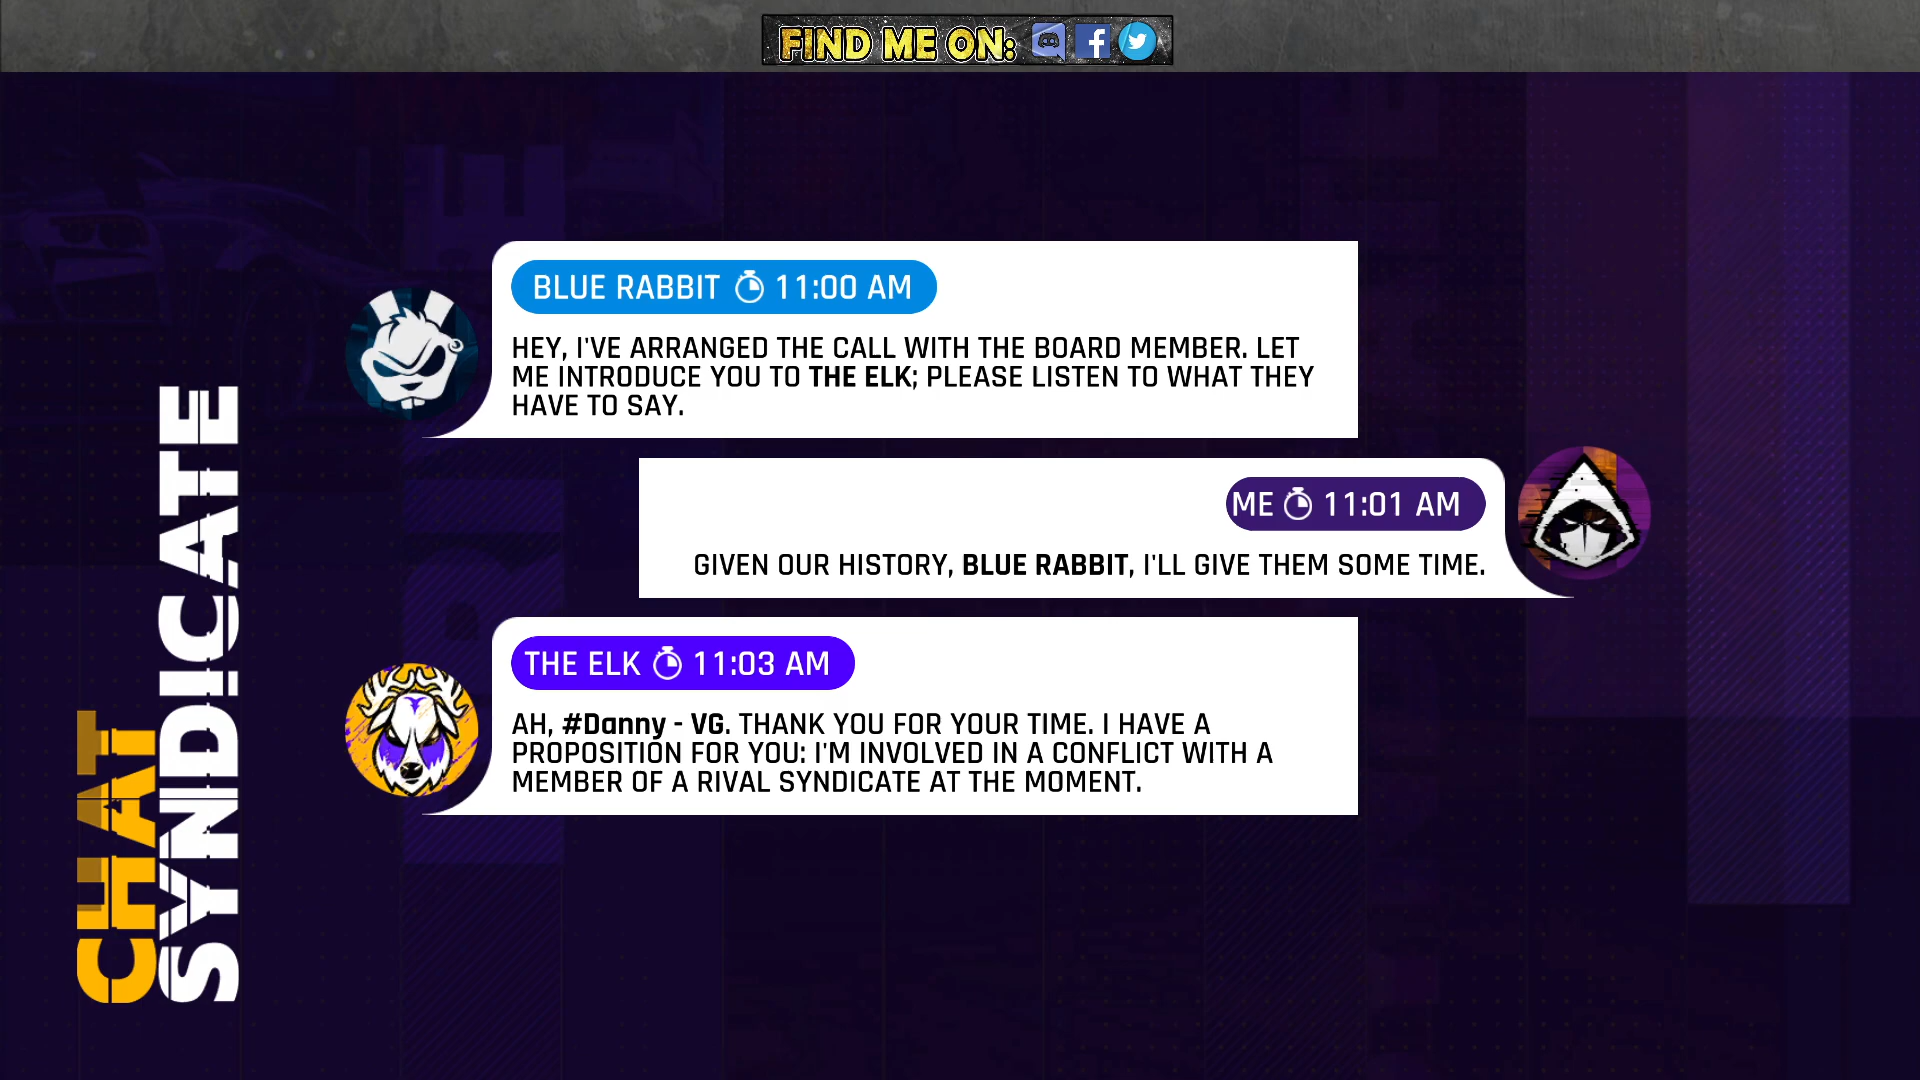 FIND ME ON:
BLUE RABBIT 11:00 AM
HEY, I'VE ARRANGED THE CALL WITH THE BOARD MEMBER. LET
ME INTRODUCE YOU TO THE ELK; PLEASE LISTEN TO WHAT THEY
HAVE TO SAY.
ME 11:01 AM
GIVEN OUR HISTORY, BLUE RABBIT, I'LL GIVE THEM SOME TIME.
THE ELK 11:03 AM
AH, #Danny - VG. THANK YOU FOR YOUR TIME. I HAVE A
PROPOSITION FOR YOU: I'M INVOLVED IN A CONFLICT WITH A
MEMBER OF A RIVAL SYNDICATE AT THE MOMENT.
CHAT
SYNDICATE